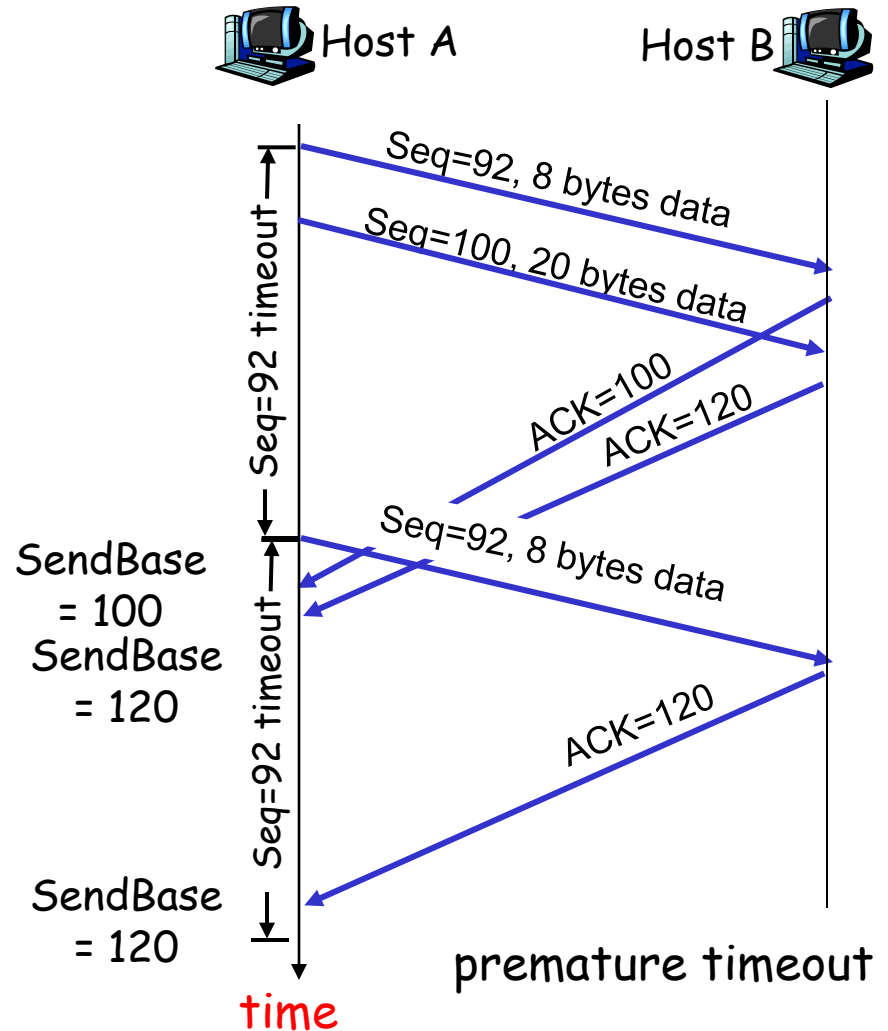 Host A
Host B
Seq=92, 8 bytes data
Seq=100, 20 bytes data
Seq=92 timeout
ACK=100
ACK=120
Seq=92, 8 bytes data
SendBase
= 100
SendBase
= 120
Seq=92 timeout
ACK=120
SendBase
= 120
premature timeout
time